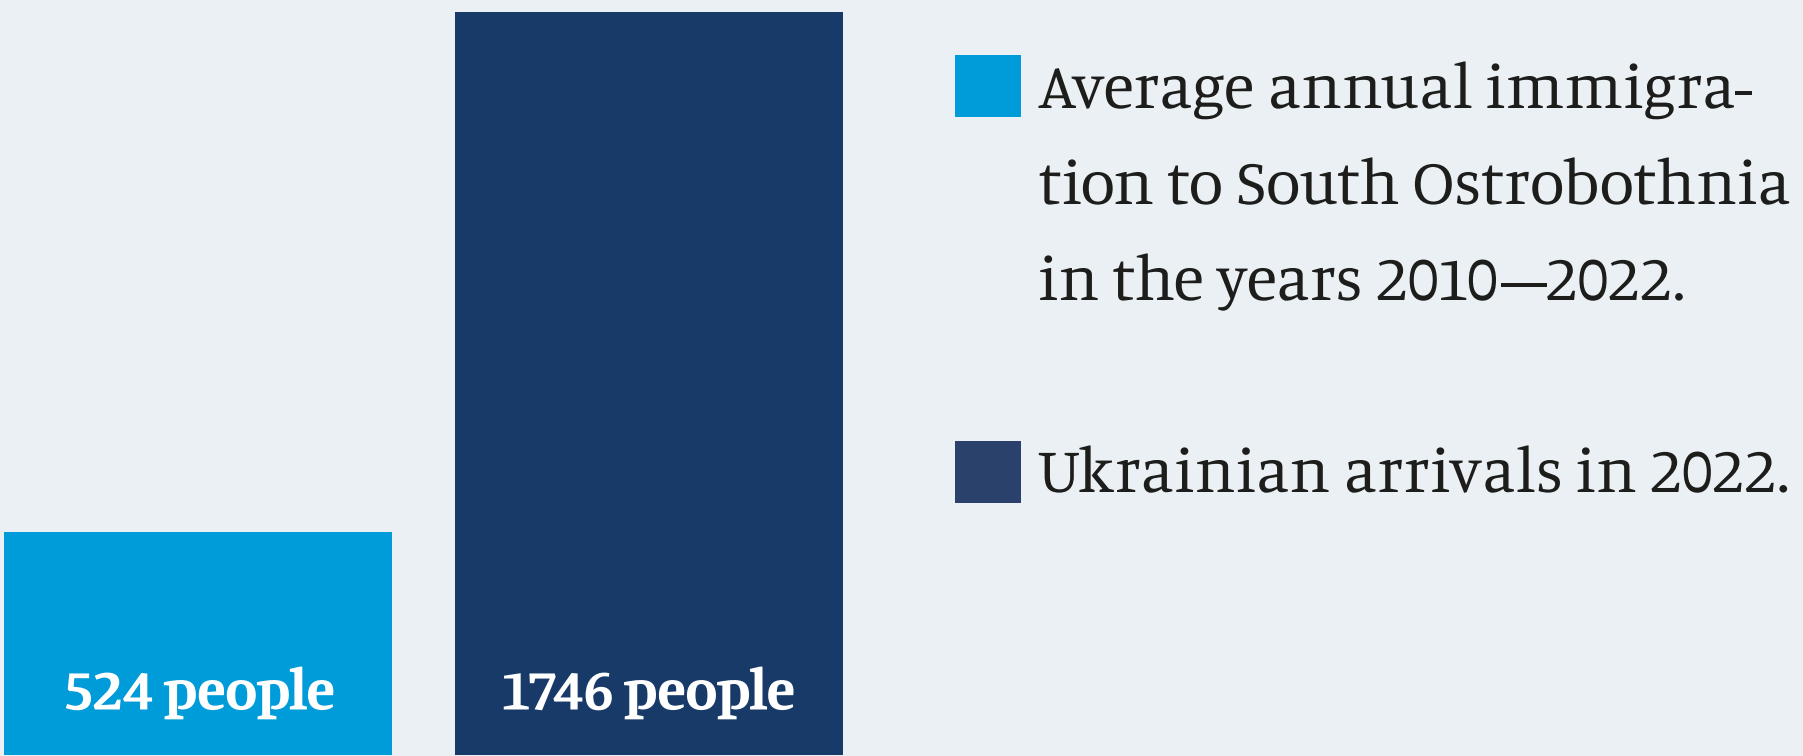 Average annual immigra-
tion to South Ostrobothnia
in the years 2010—2022.
Ukrainian arrivals in 2022.
524 people
1746 people